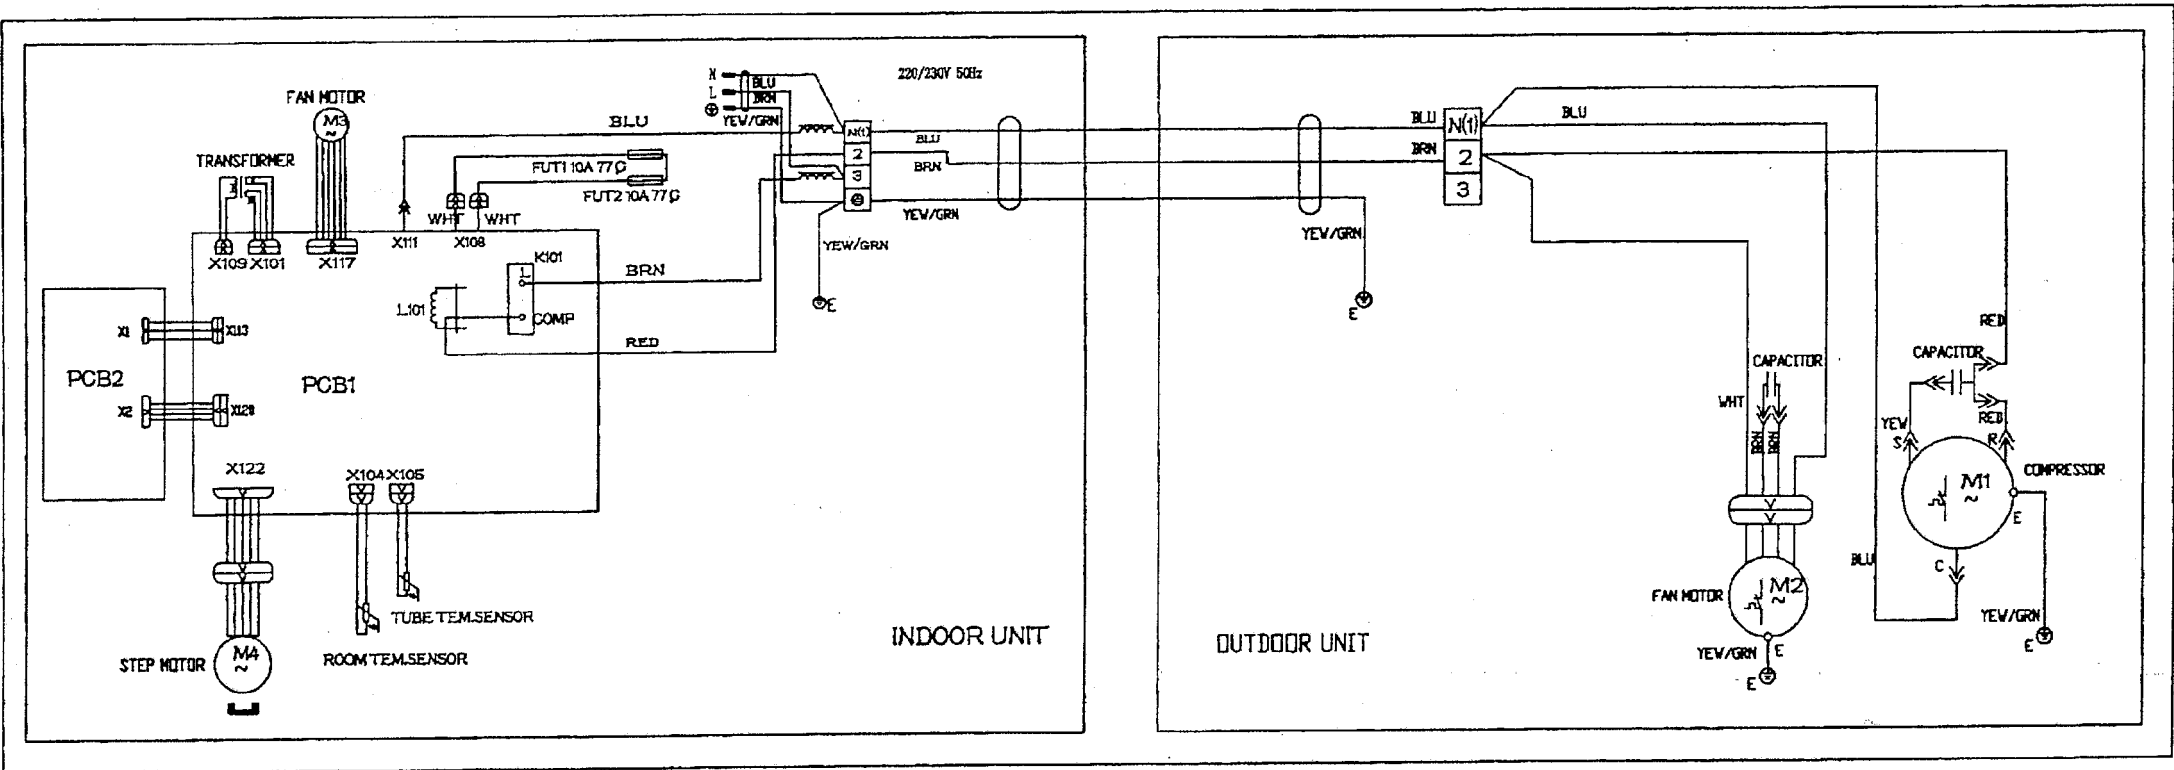 N
BLU
220/230V 50Hz
L
BRN
YEW/GRN
FAN MOTOR
M3
~
TRANSFORMER
BLU
FUT1 10A 77℃
FUT2 10A 77℃
WHT
WHT
X109
X101
X117
X111
X108
N(1)
2
3
BLU
BRN
YEW/GRN
YEW/GRN
E
K101
L
COMP
L101
BRN
RED
X1
X113
PCB2
PCB1
X2
X122
X104
X105
TUBE TEM.SENSOR
ROOM TEM.SENSOR
STEP MOTOR
M4
~
INDOOR UNIT
BLU
BRN
YEW/GRN
E
N(1)
2
3
BLU
OUTDOOR UNIT
RED
CAPACITOR
CAPACITOR
WHT
BRN
BRN
YEW
S
RED
R
COMPRESSOR
M1
~
E
BLU
C
FAN MOTOR
M2
~
YEW/GRN
E
E
YEW/GRN
E